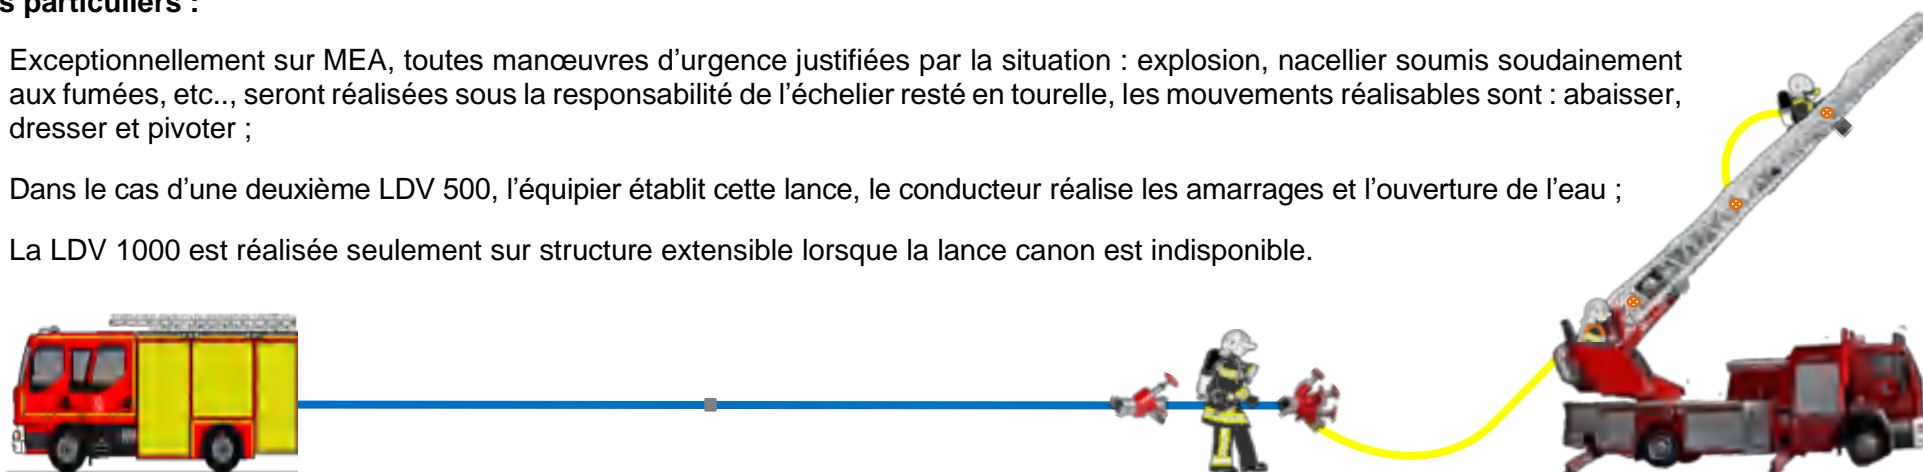 s particuliers :
Exceptionnellement sur MEA, toutes manœuvres d’urgence justifiées par la situation : explosion, nacellier soumis soudainement
aux fumées, etc.., seront réalisées sous la responsabilité de l’échelier resté en tourelle, les mouvements réalisables sont : abaisser,
dresser et pivoter ;
Dans le cas d’une deuxième LDV 500, l’équipier établit cette lance, le conducteur réalise les amarrages et l’ouverture de l’eau ;
La LDV 1000 est réalisée seulement sur structure extensible lorsque la lance canon est indisponible.